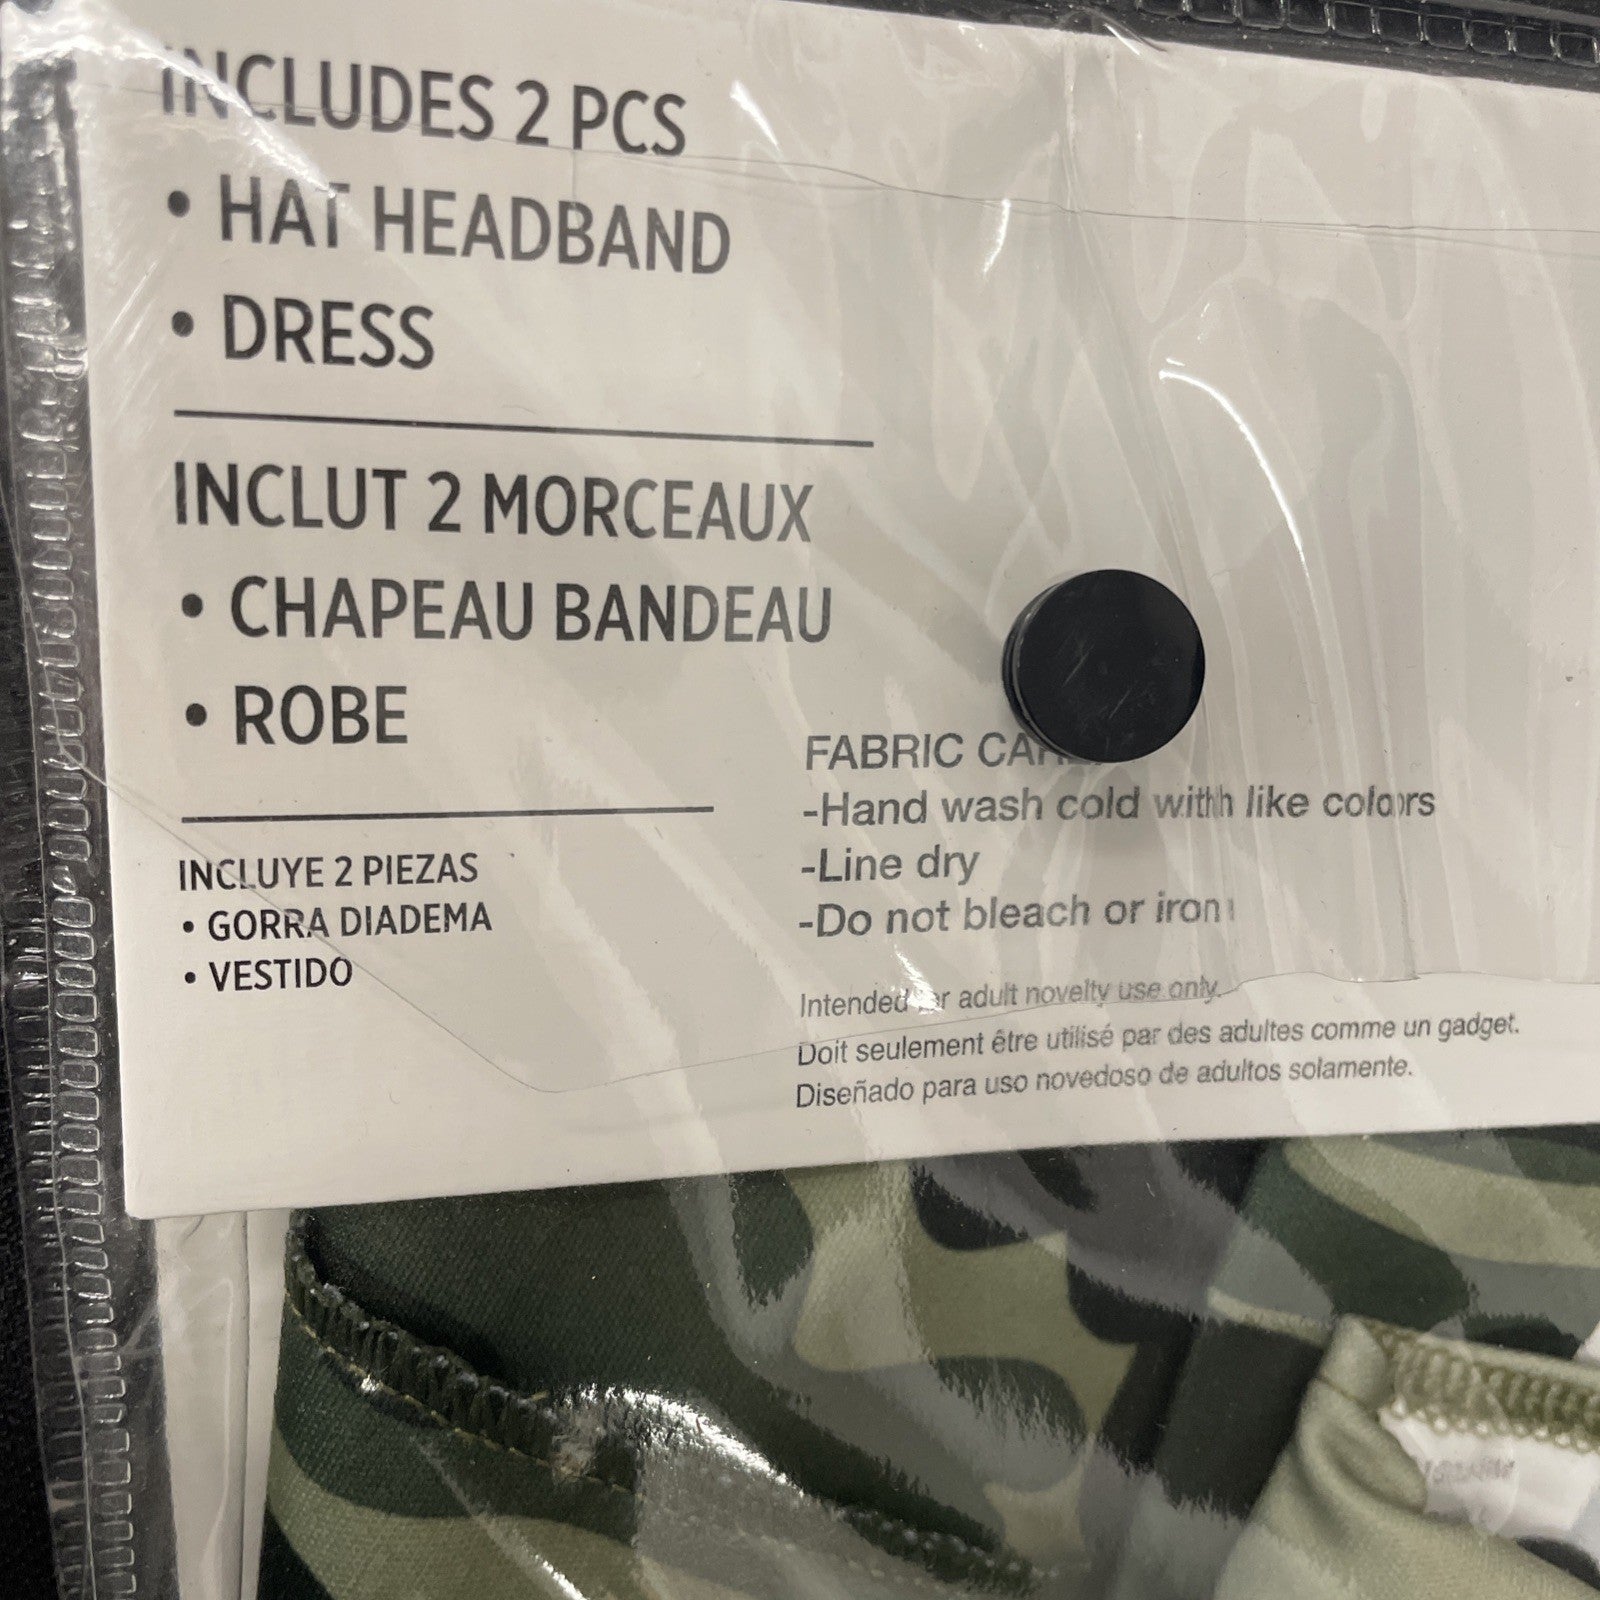 INCLUDES 2 PCS
• HAT HEADBAND
• DRESS
INCLUT 2 MORCEAUX
• CHAPEAU BANDEAU
• ROBE
INCLUYE 2 PIEZAS
• GORRA DIADEMA
• VESTIDO
FABRIC
-Hand wash cold with like colors
-Line dry
-Do not bleach or iron
Intended for adult novelty use only.
Doit seulement être utilisé par des adultes comme un gadget.
Diseñado para uso novedoso de adultos solamente.